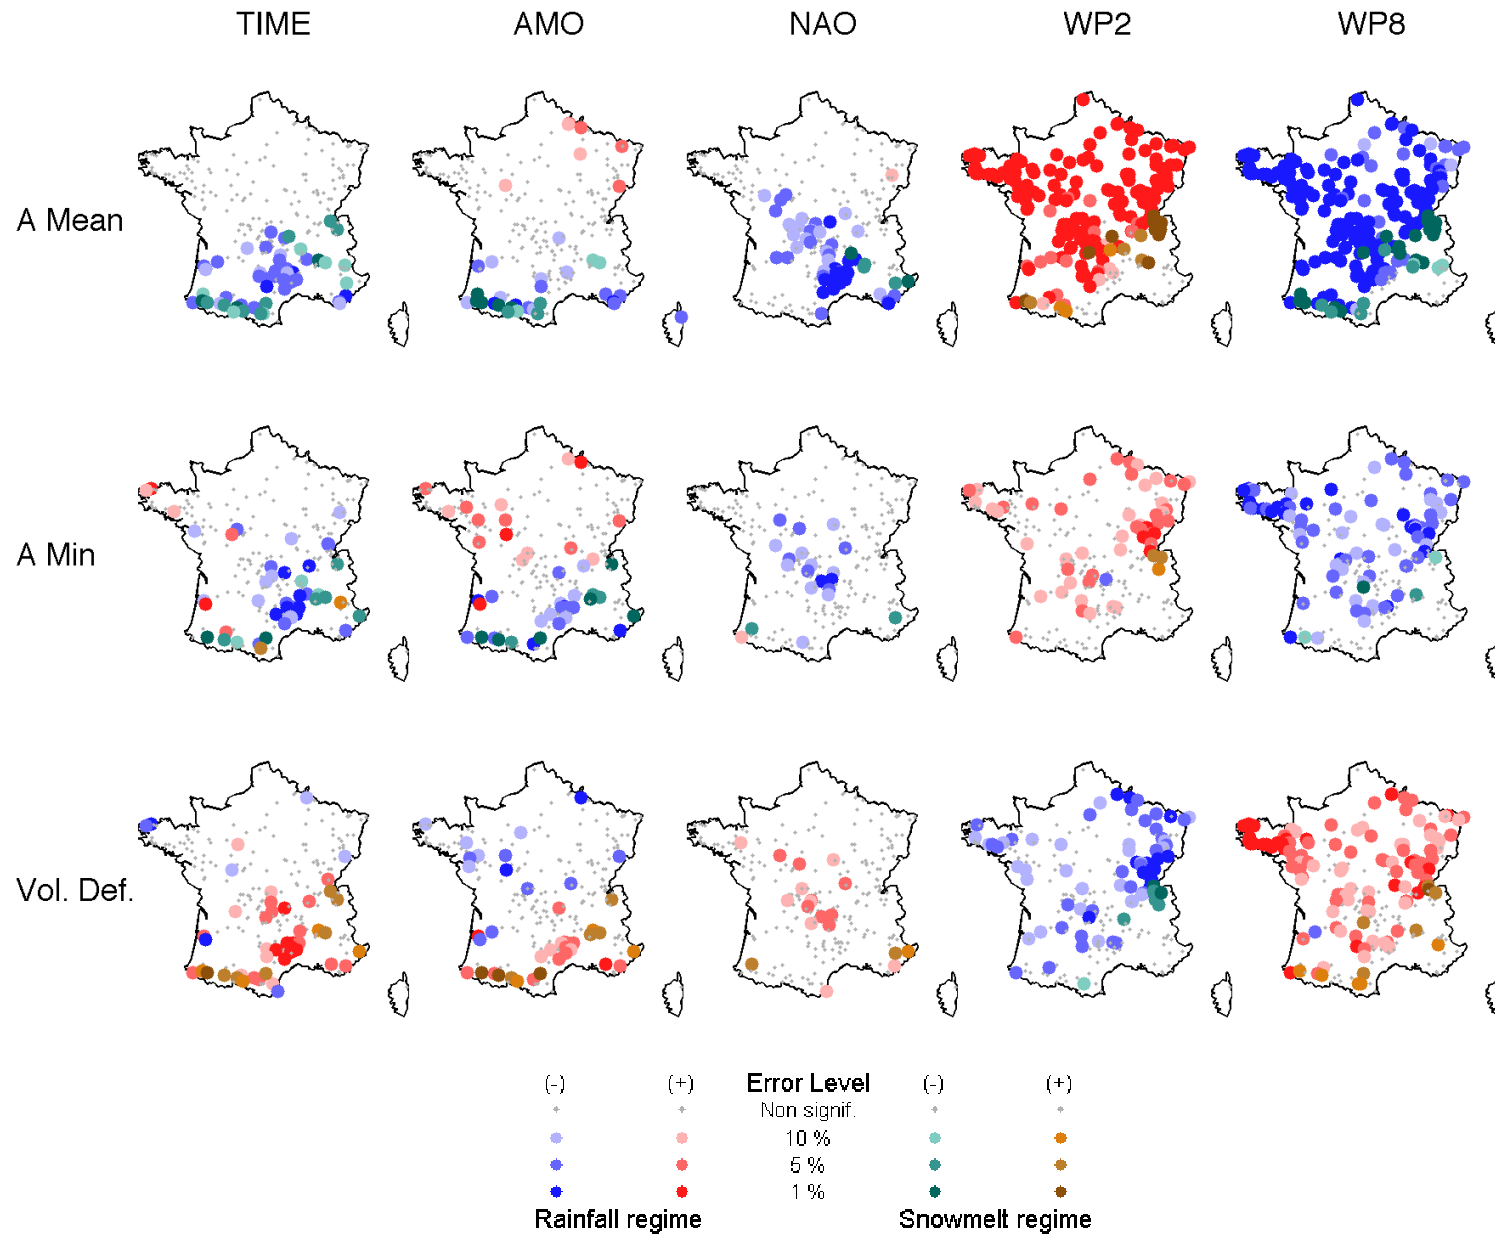 TIME AMO NAO WP2 WP8
A Mean
A Min
Vol. Def.
(-) (+) Error Level (-) (+)
Non signif.
10 %
5 %
1 %
Rainfall regime Snowmelt regime